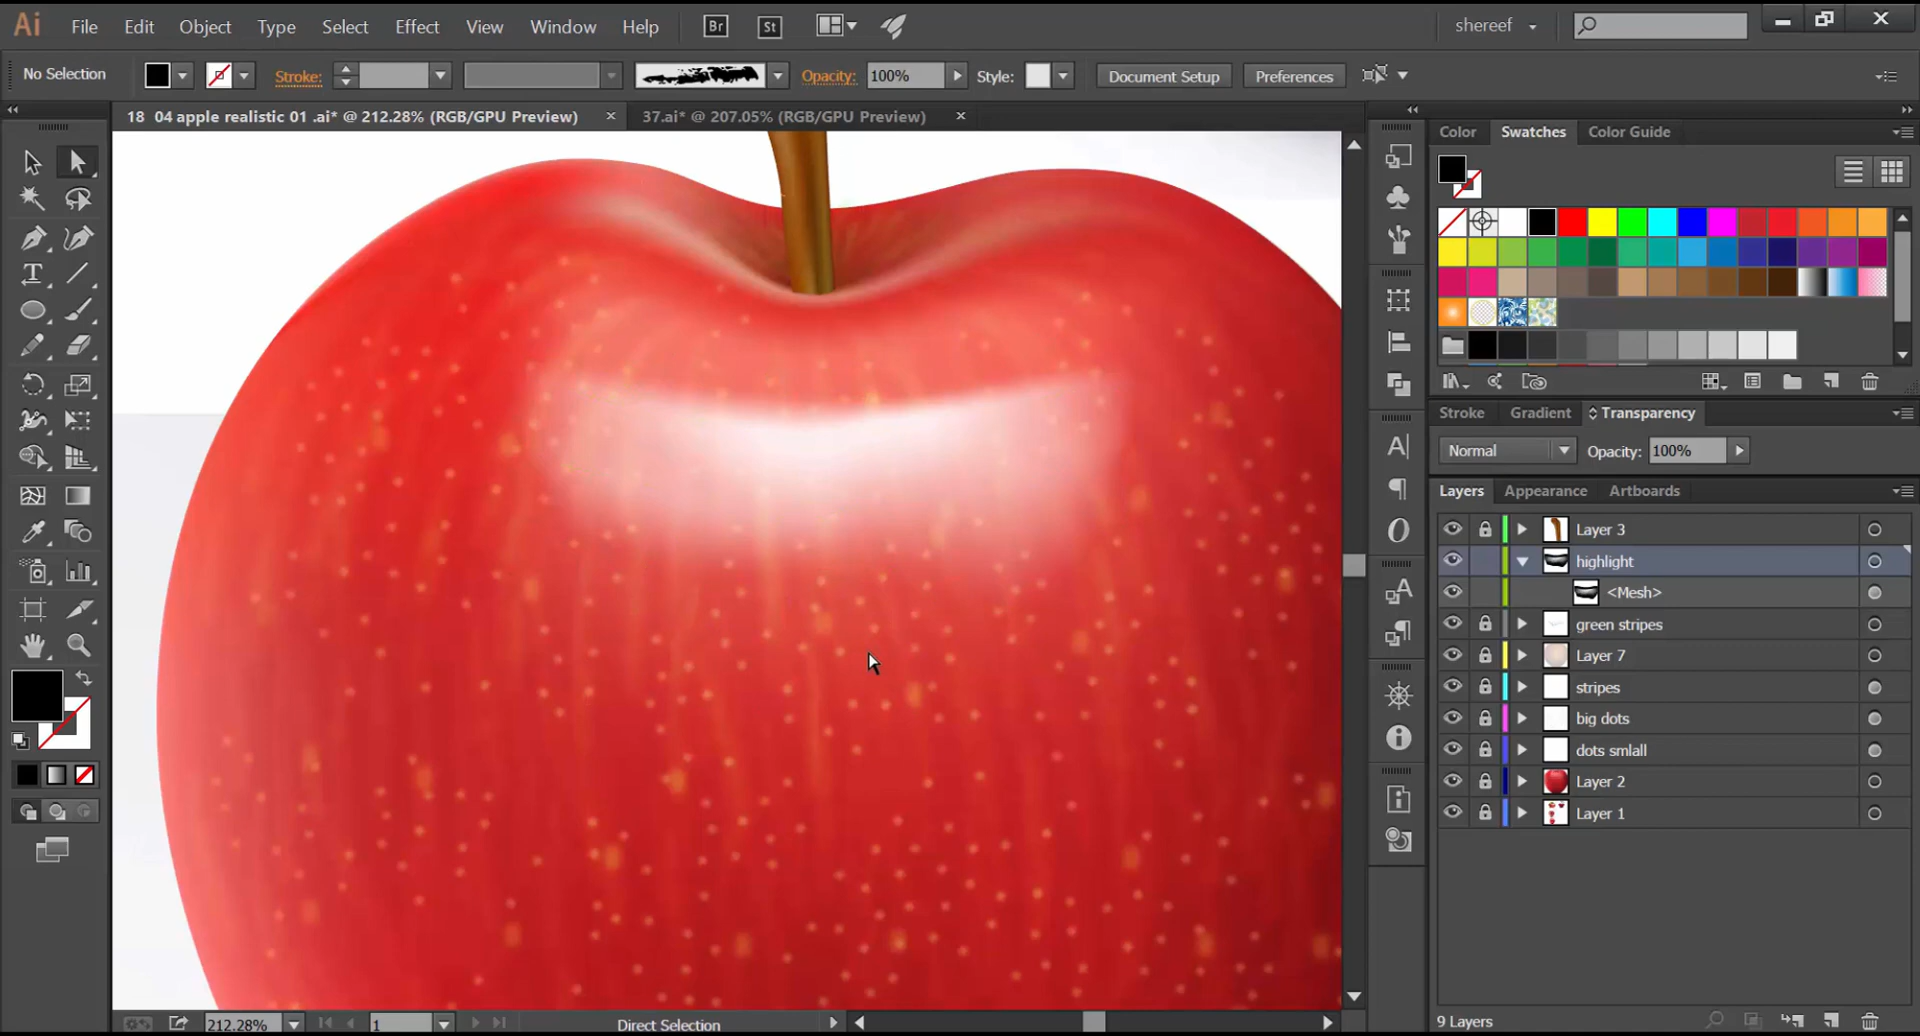 Ai File Edit Object Type Select Effect View Window Help Br St shereef
No Selection Stroke: Opacity: 100% Style: Document Setup Preferences
18 04 apple realistic 01 .ai* @ 212.28% (RGB/GPU Preview) × 37.ai* @ 207.05% (RGB/GPU Preview) ×
Color Swatches Color Guide
Stroke Gradient Transparency
Normal Opacity: 100%
Layers Appearance Artboards
Layer 3
highlight
<Mesh>
green stripes
Layer 7
stripes
big dots
dots smlall
Layer 2
Layer 1
212.28% 1 Direct Selection
9 Layers